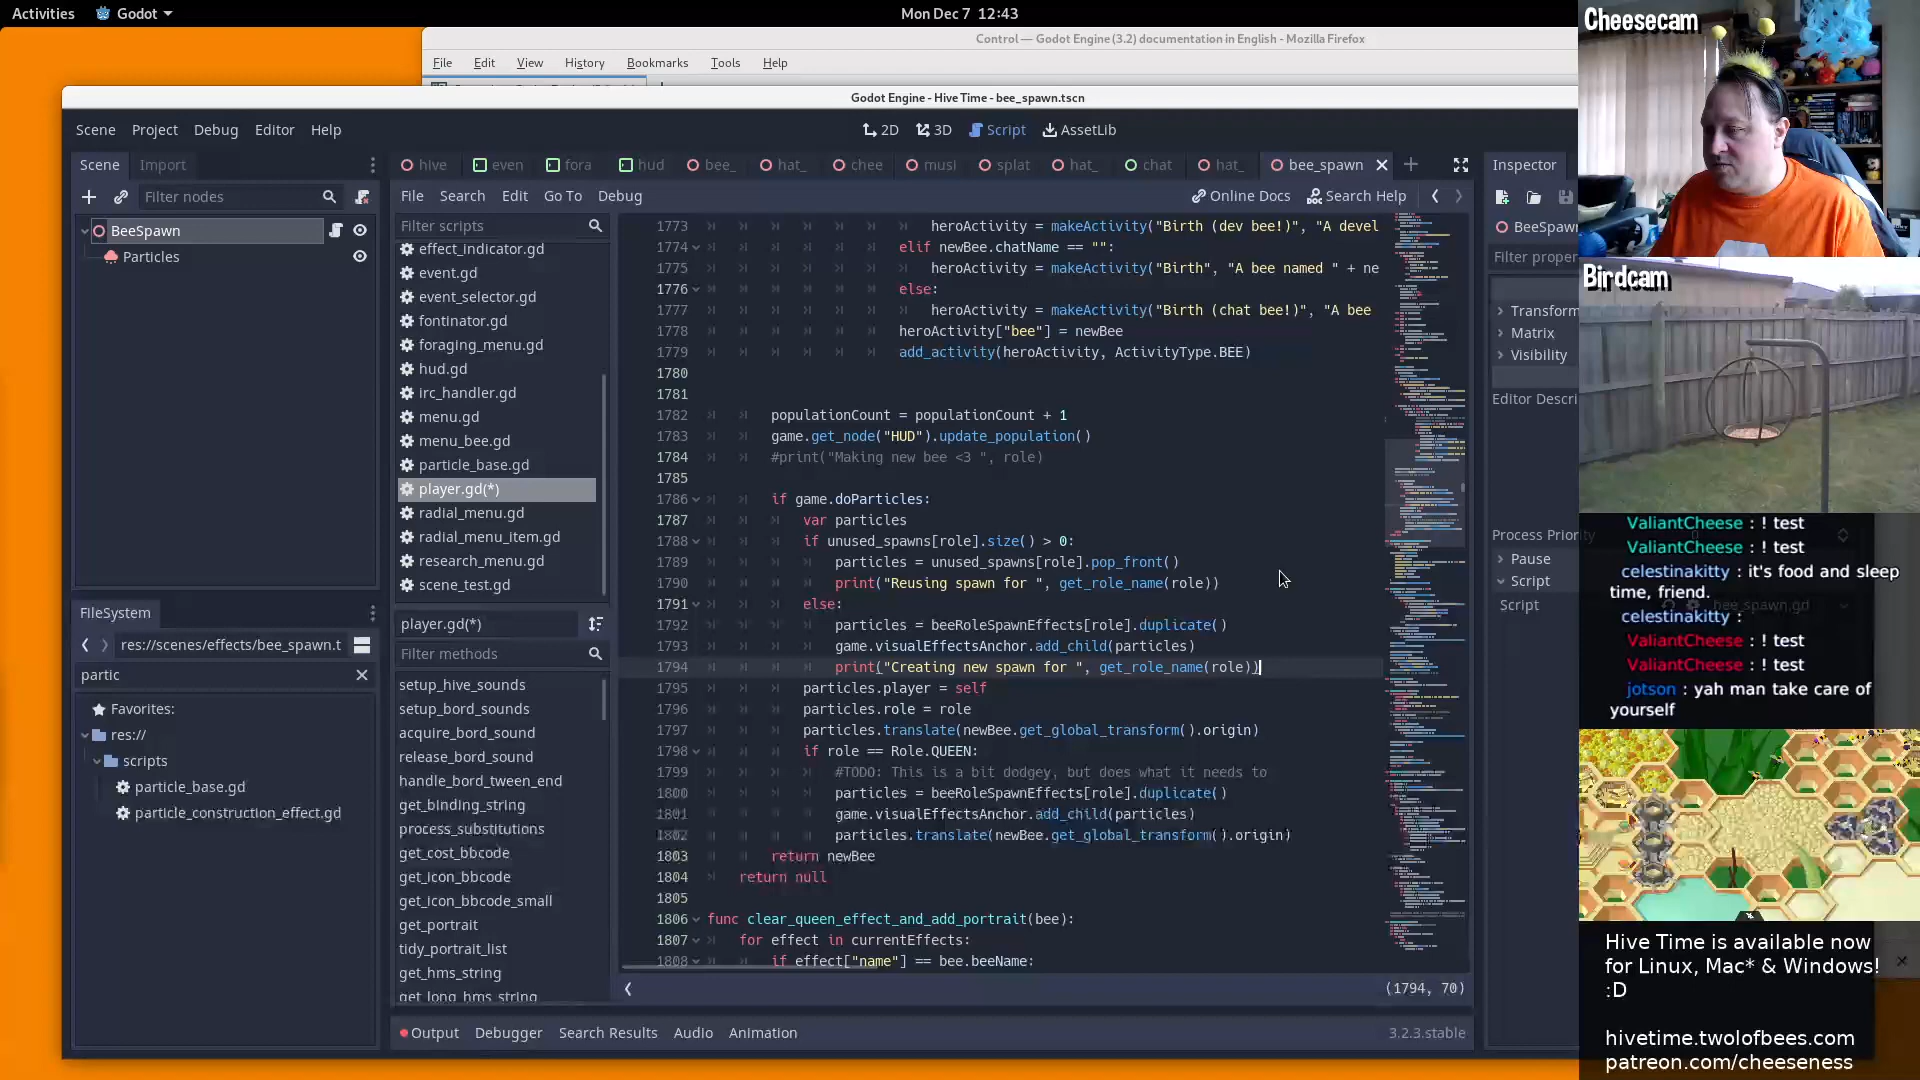 Activities
Godot
Mon Dec 7 12:43
Control — Godot Engine (3.2) documentation in English - Mozilla Firefox
File Edit View History Bookmarks Tools Help
Godot Engine - Hive Time - bee_spawn.tscn
Scene Project Debug Editor Help
2D 3D Script AssetLib
Scene Import
Filter nodes
BeeSpawn
Particles
FileSystem
res://scenes/effects/bee_spawn.t
partic
Favorites:
res://
scripts
particle_base.gd
particle_construction_effect.gd
hive even fora hud bee_ hat_ chee musi splat hat_ chat hat_ bee_spawn
File Search Edit Go To Debug
Online Docs Search Help
Filter scripts
effect_indicator.gd
event.gd
event_selector.gd
fontinator.gd
foraging_menu.gd
hud.gd
irc_handler.gd
menu.gd
menu_bee.gd
particle_base.gd
player.gd(*)
radial_menu.gd
radial_menu_item.gd
research_menu.gd
scene_test.gd
player.gd(*)
Filter methods
setup_hive_sounds
setup_bord_sounds
acquire_bord_sound
release_bord_sound
handle_bord_tween_end
get_binding_string
process_substitutions
get_cost_bbcode
get_icon_bbcode
get_icon_bbcode_small
get_portrait
tidy_portrait_list
get_hms_string
get_long_hms_string
1773 heroActivity = makeActivity("Birth (dev bee!)", "A devel
1774 elif newBee.chatName == "":
1775 heroActivity = makeActivity("Birth", "A bee named " + ne
1776 else:
1777 heroActivity = makeActivity("Birth (chat bee!)", "A bee
1778 heroActivity["bee"] = newBee
1779 add_activity(heroActivity, ActivityType.BEE)
1780
1781
1782 populationCount = populationCount + 1
1783 game.get_node("HUD").update_population()
1784 #print("Making new bee <3 ", role)
1785
1786 if game.doParticles:
1787 var particles
1788 if unused_spawns[role].size() > 0:
1789 particles = unused_spawns[role].pop_front()
1790 print("Reusing spawn for ", get_role_name(role))
1791 else:
1792 particles = beeRoleSpawnEffects[role].duplicate()
1793 game.visualEffectsAnchor.add_child(particles)
1794 print("Creating new spawn for ", get_role_name(role))
1795 particles.player = self
1796 particles.role = role
1797 particles.translate(newBee.get_global_transform().origin)
1798 if role == Role.QUEEN:
1799 #TODO: This is a bit dodgey, but does what it needs to
1800 particles = beeRoleSpawnEffects[role].duplicate()
1801 game.visualEffectsAnchor.add_child(particles)
1802 particles.translate(newBee.get_global_transform().origin)
1803 return newBee
1804 return null
1805
1806 func clear_queen_effect_and_add_portrait(bee):
1807 for effect in currentEffects:
1808 if effect["name"] == bee.beeName:
(1794, 70)
Output Debugger Search Results Audio Animation
3.2.3.stable
Inspector
BeeSpawn
Filter proper
Transform
Matrix
Visibility
Editor Descri
Process Priority
Pause
Script
Script
bee_spawn.gd
Cheesecam
Birdcam
ValiantCheese : ! test
ValiantCheese : ! test
celestinakitty : it's food and sleep
time, friend.
celestinakitty :
ValiantCheese : ! test
ValiantCheese : ! test
jotson : yah man take care of
yourself
Hive Time is available now
for Linux, Mac* & Windows!
:D
hivetime.twolofbees.com
patreon.com/cheeseness